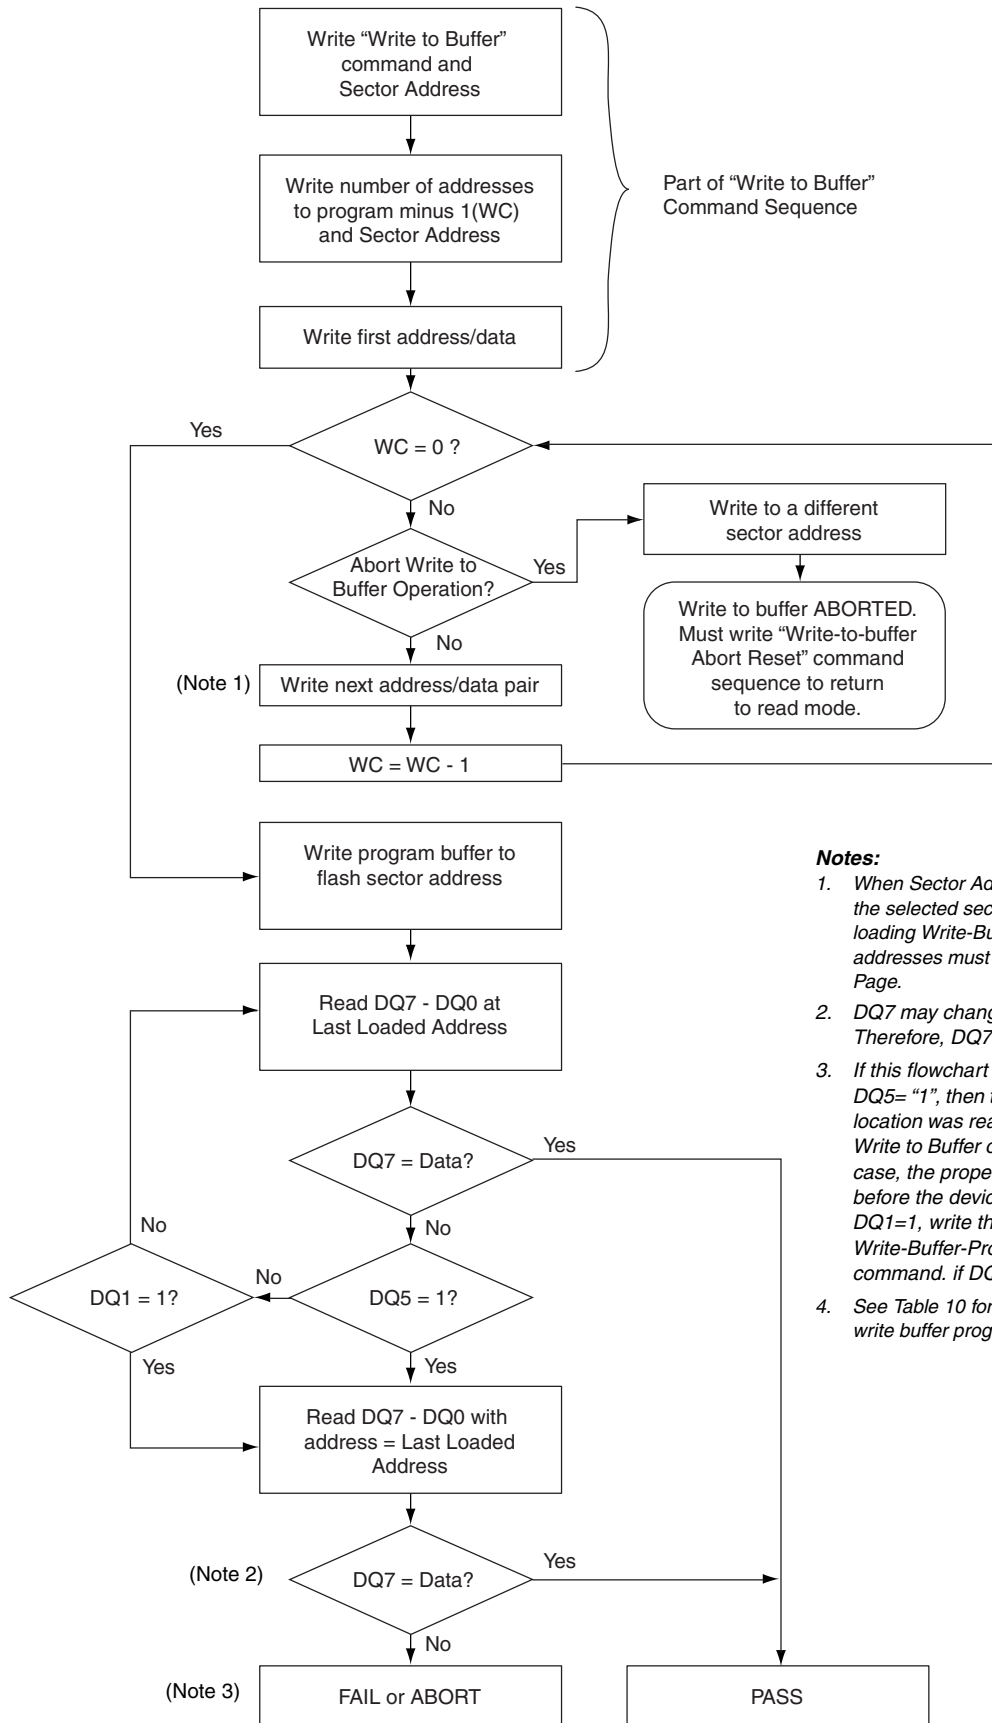 Write “Write to Buffer”
command and
Sector Address
Write number of addresses
to program minus 1(WC)
and Sector Address
Part of “Write to Buffer”
Command Sequence
Write first address/data
Yes
WC = 0 ?
No
Write to a different
sector address
Abort Write to
Buffer Operation?
Yes
No
Write to buffer ABORTED.
Must write “Write-to-buffer
Abort Reset” command
sequence to return
to read mode.
(Note 1)
Write next address/data pair
WC = WC - 1
Write program buffer to
flash sector address
Notes:
1. When Sector Ad
the selected sec
loading Write-Bu
addresses must
Page.
2. DQ7 may chang
Therefore, DQ7
3. If this flowchart
DQ5= “1”, then t
location was rea
Write to Buffer o
case, the prope
before the devic
DQ1=1, write th
Write-Buffer-Pro
command. if DQ
4. See Table 10 for
write buffer prog
Read DQ7 - DQ0 at
Last Loaded Address
DQ7 = Data?
Yes
No
No
DQ1 = 1?
No
DQ5 = 1?
Yes
Yes
Read DQ7 - DQ0 with
address = Last Loaded
Address
(Note 2)
DQ7 = Data?
Yes
No
(Note 3)
FAIL or ABORT
PASS